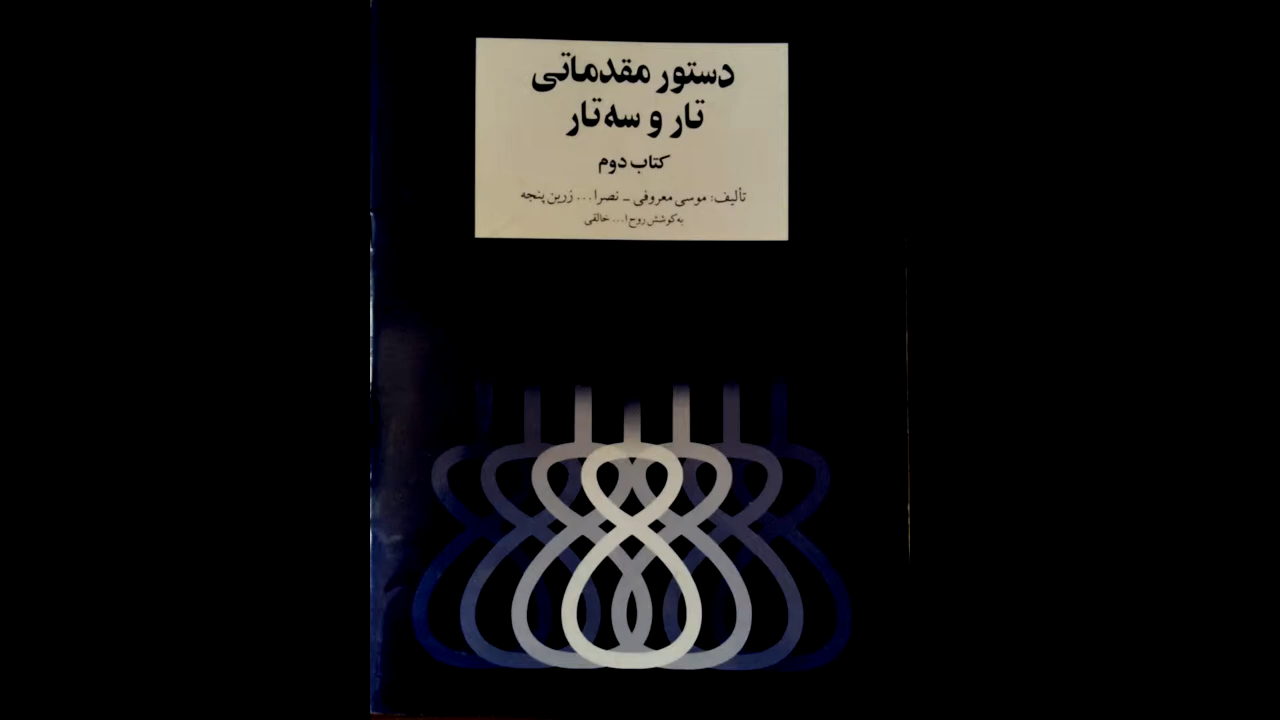 دستور مقدماتی
تار و سه‌تار
کتاب دوم
تألیف: موسی معروفی ـ نصرا... زرین پنجه
به‌کوشش روح ا... خالقی